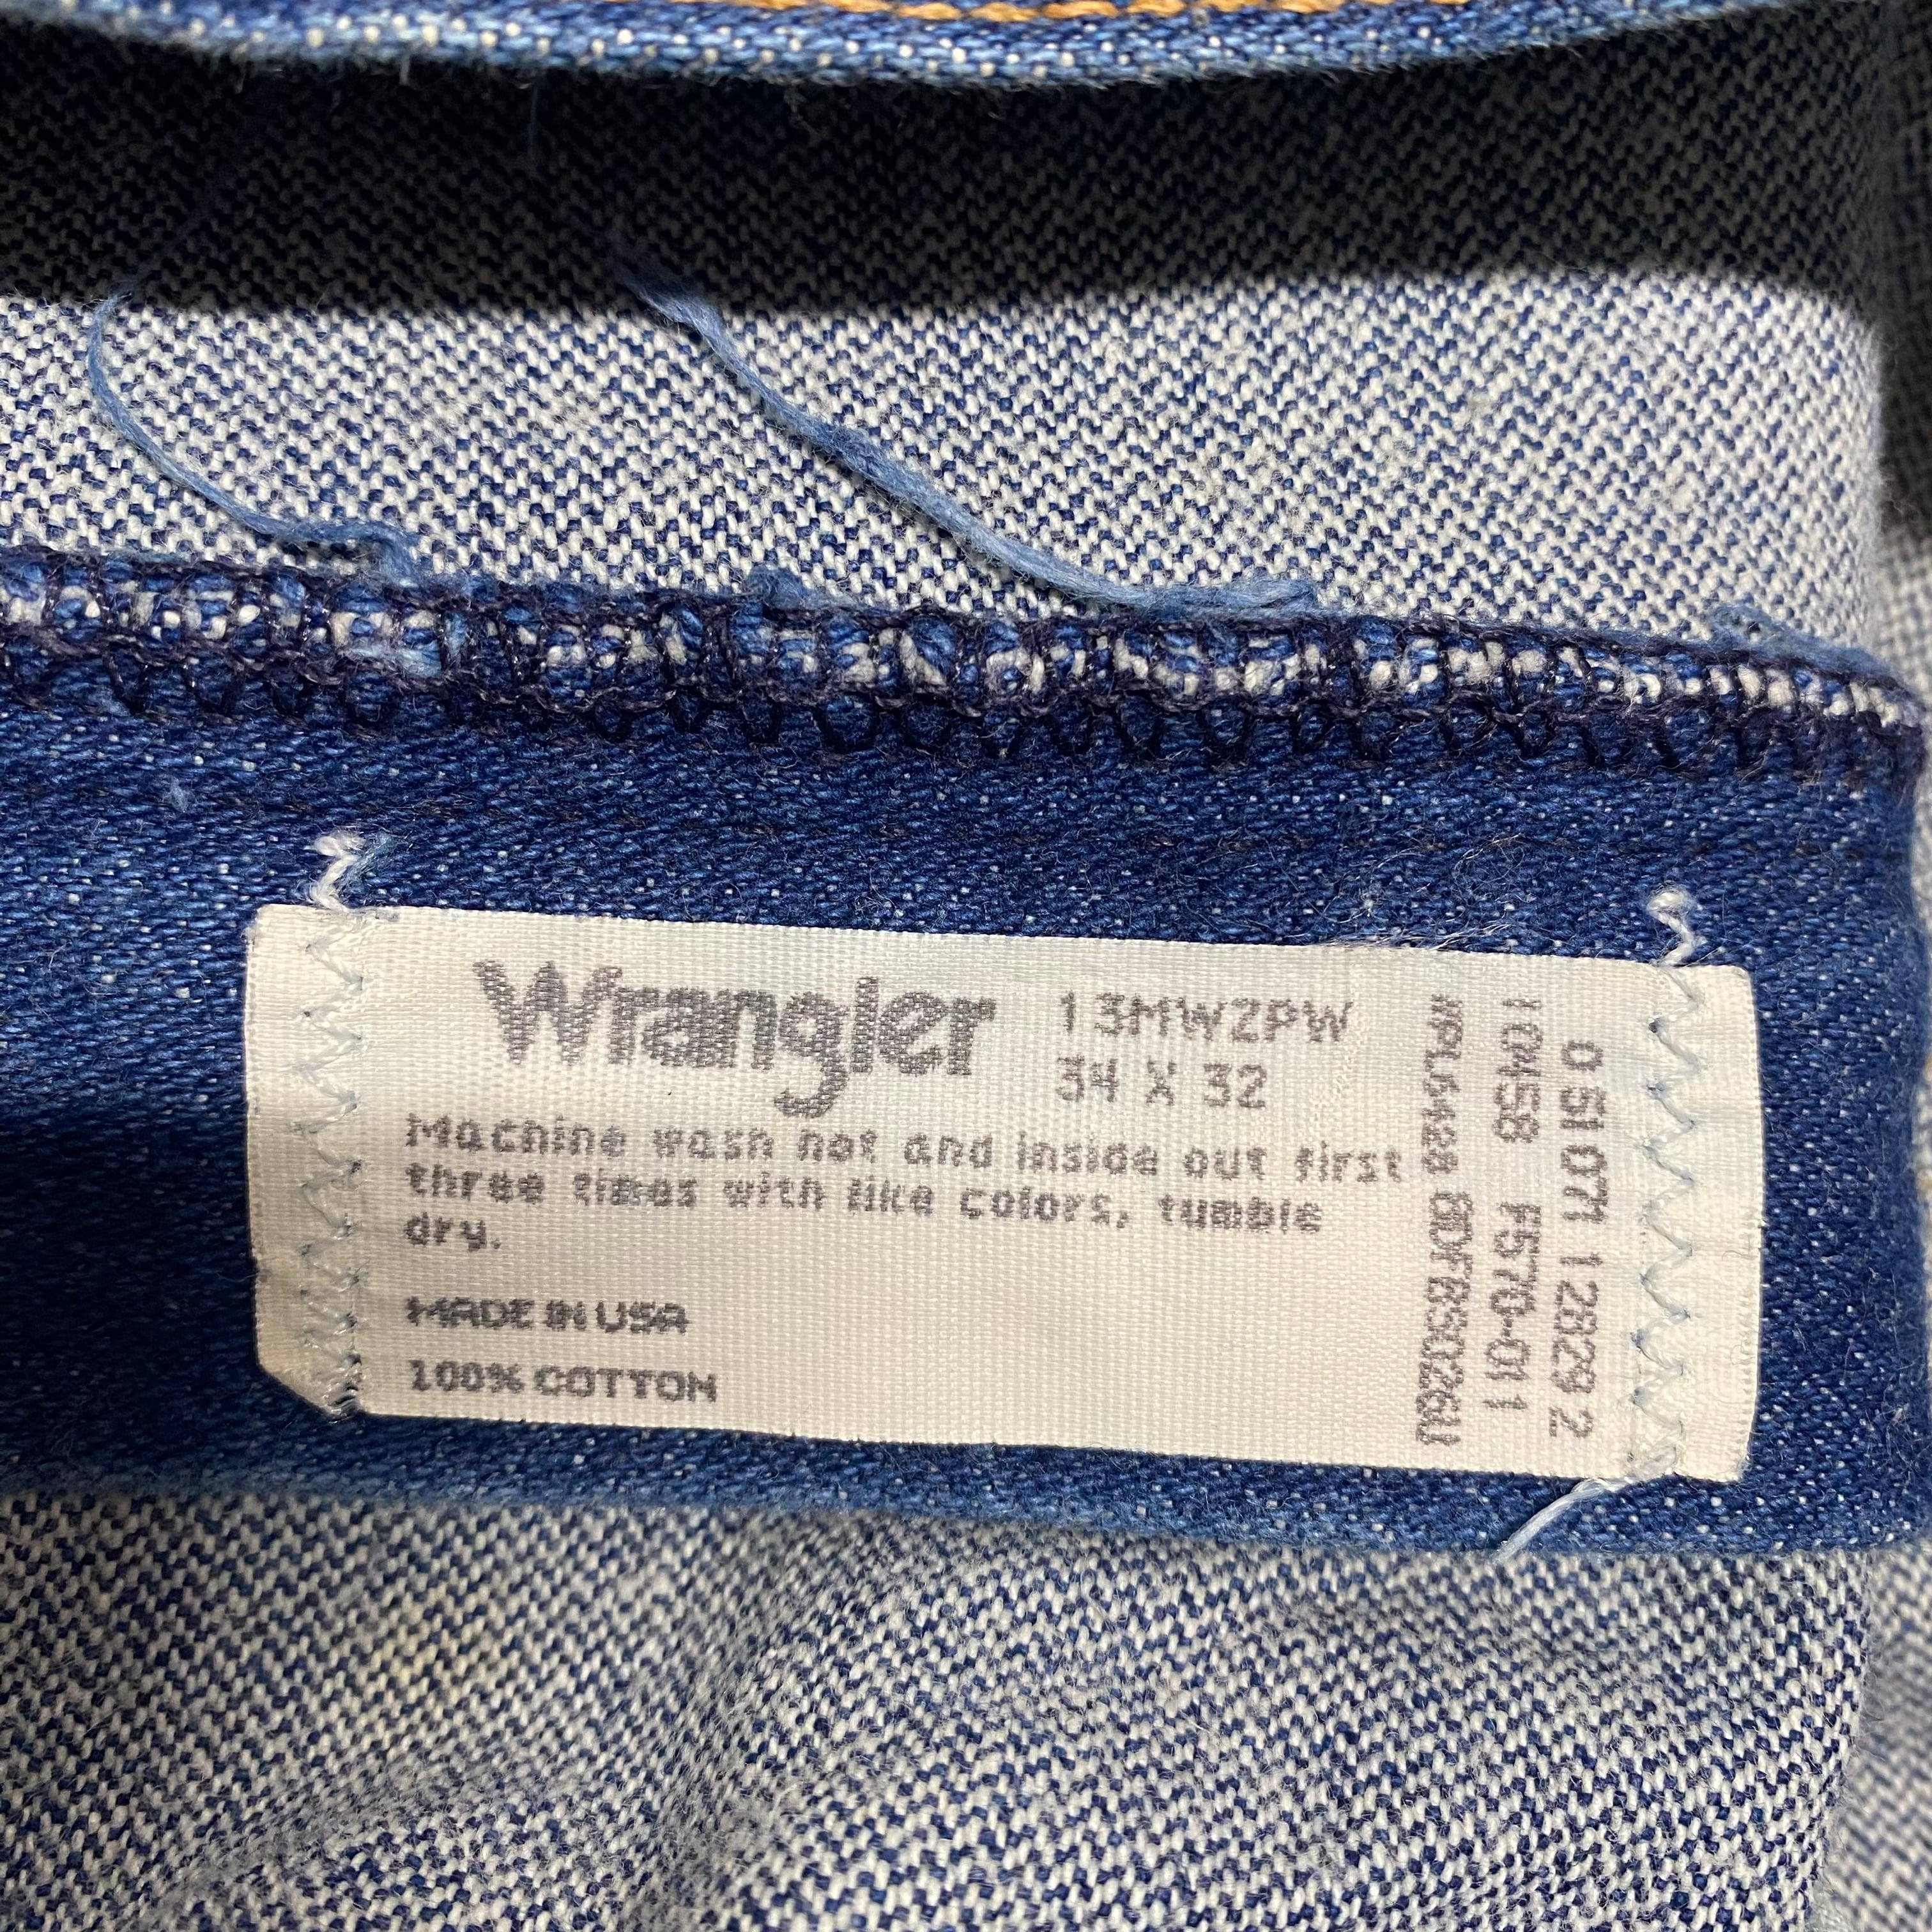 Wrangler 13MWZPW
34 X 32
Machine wash hot and inside out first
three times with like colors, tumble
dry.
MADE IN USA
100% COTTON
0 51071 12829 2
10458 F570-011